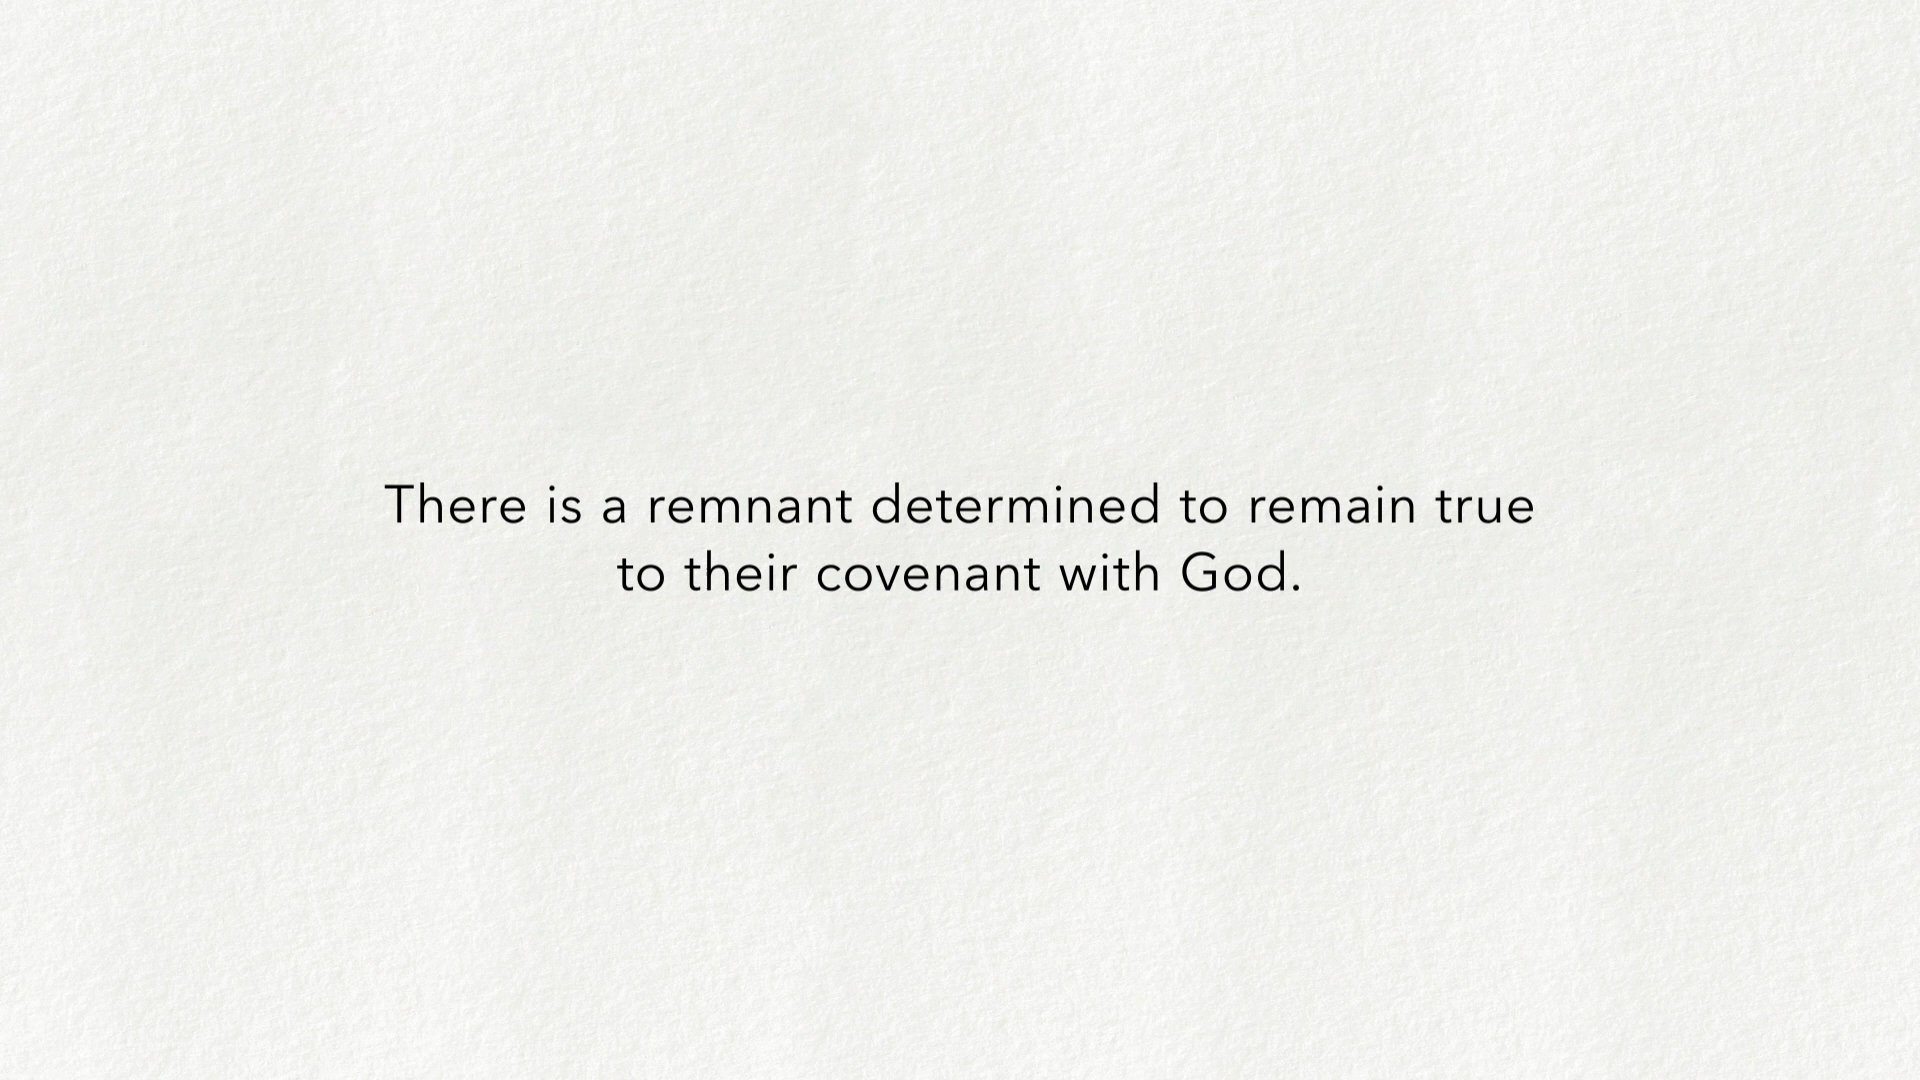 There is a remnant determined to remain true
to their covenant with God.